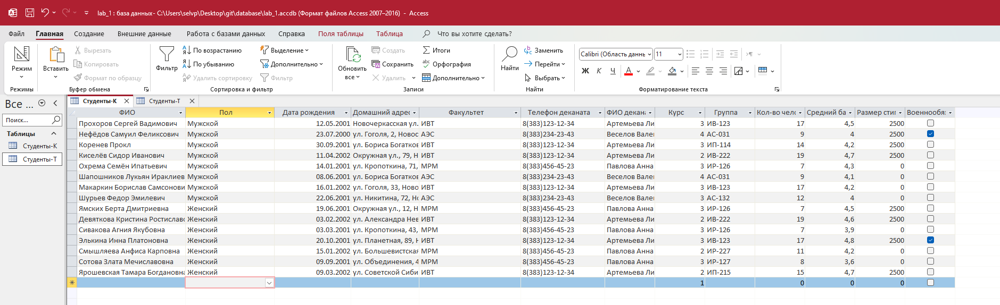 lab_1 : база данных- C:\Users\selvp\Desktop\git\database\lab_1.accdb (Формат файлов Access 2007–2016) - Access
Файл Главная Создание Внешние данные Работа с базами данных Справка Поля таблицы Таблица Что вы хотите сделать?
Режим
Режимы
Вставить
Вырезать
Копировать
Формат по образцу
Буфер обмена
Фильтр
По возрастанию
По убыванию
Удалить сортировку
Выделение
Дополнительно
Фильтр
Сортировка и фильтр
Обновить
все
Создать
Сохранить
Удалить
Итоги
Орфография
Дополнительно
Записи
Найти
Заменить
Перейти
Выбрать
Найти
Calibri (Область данны 11
Ж К Ч
Форматирование текста
Все ...
Поиск...
Таблицы
Студенты-К
Студенты-Т
Студенты-К Студенты-Т
ФИО Пол Дата рождения Домашний адрес Факультет Телефон деканата ФИО декана Курс Группа Кол-во чело Средний ба Размер стип Военнообяз
Прохоров Сергей Вадимович Мужской 12.05.2001 Новочеркасская ул. ИВТ 8(383)123-12-34 Артемьева Ли 3 ИВ-123 17 4,5 2500
Нефёдов Самуил Феликсович Мужской 23.07.2000 ул. Гоголя, 2, Новос АЭС 8(383)234-23-43 Веселов Вале 4 АС-031 9 4 2500
Коренев Прокл Мужской 30.09.2001 ул. Бориса Богатков ИВТ 8(383)123-12-34 Артемьева Ли 3 ИП-114 14 4,2 2500
Киселёв Сидор Иванович Мужской 11.04.2002 Окружная ул., 79, Н ИВТ 8(383)123-12-34 Артемьева Ли 2 ИВ-222 19 4,7 2500
Охрема Семён Ипатьевич Мужской 14.01.2001 ул. Кропоткина, 71, МРМ 8(383)456-45-23 Павлова Анна 3 ИР-126 7 4,3 0
Шапошников Лукьян Ираклиев Мужской 08.06.2001 ул. Бориса Богатков АЭС 8(383)234-23-43 Веселов Вале 4 АС-031 9 4,1 0
Макаркин Борислав Самсонови Мужской 16.01.2002 ул. Гоголя, 33, Ново ИВТ 8(383)123-12-34 Артемьева Ли 3 ИВ-123 17 4,2 0
Шурьев Федор Эмилевич Мужской 22.06.2001 ул. Никитина, 72, Но АЭС 8(383)234-23-43 Веселов Вале 3 АС-132 12 4 0
Ямских Берта Дмитриевна Женский 19.06.2001 Окружная ул., 12, Н МРМ 8(383)456-45-23 Павлова Анна 3 ИР-126 7 4,5 2500
Девяткова Кристина Ростиславо Женский 03.02.2002 ул. Александра Нев ИВТ 8(383)123-12-34 Артемьева Ли 2 ИВ-222 19 4,6 2500
Сивакова Агния Якубовна Женский 03.03.2001 ул. Кропоткина, 43, МРМ 8(383)456-45-23 Павлова Анна 3 ИР-126 7 3,9 0
Элькина Инна Платоновна Женский 20.10.2001 ул. Планетная, 89, Н ИВТ 8(383)123-12-34 Артемьева Ли 3 ИВ-123 17 4,8 2500
Смышляева Анфиса Карповна Женский 15.01.2002 ул. Большевистская МРМ 8(383)456-45-23 Павлова Анна 2 ИР-227 11 4,2 0
Сотова Злата Мечиславовна Женский 09.09.2001 ул. Объединения, 4 МРМ 8(383)456-45-23 Павлова Анна 3 ИР-127 8 3,6 0
Ярошевская Тамара Богдановна Женский 09.03.2002 ул. Советской Сиби ИВТ 8(383)123-12-34 Артемьева Ли 2 ИП-215 15 4,7 2500
1 0 0 0